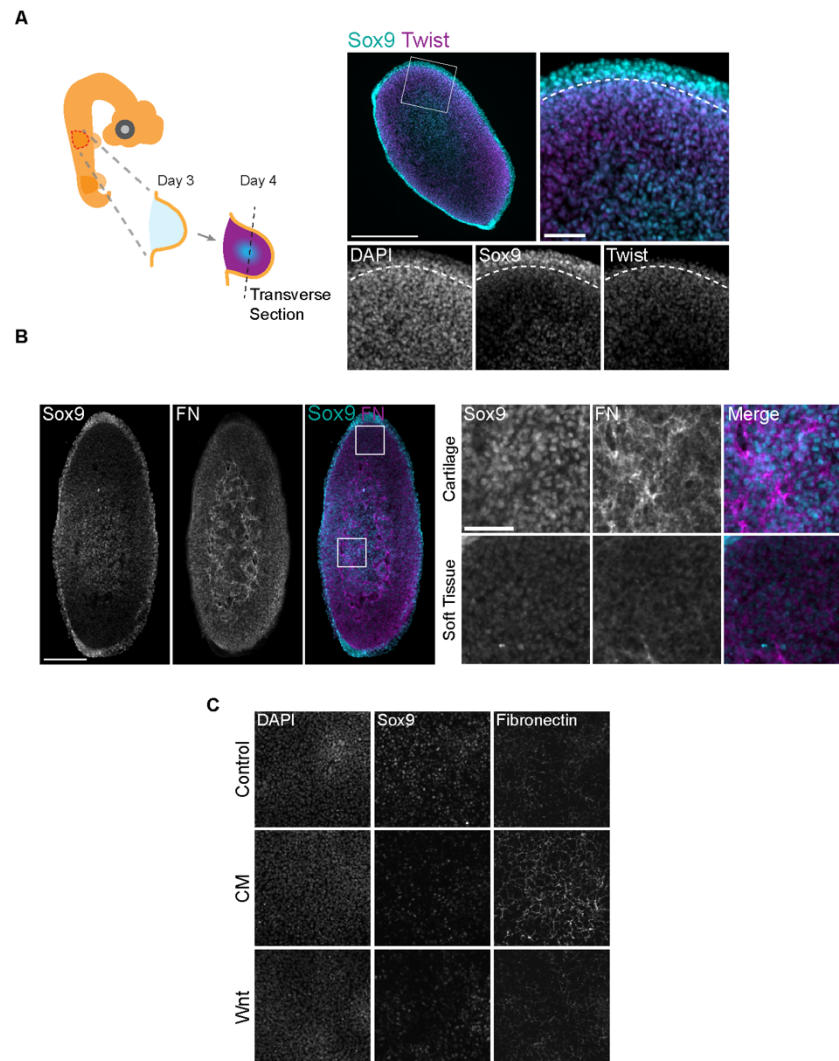 A
Sox9 Twist
Day 3
Day 4
Transverse
Section
DAPI
Sox9
Twist
B
Sox9
FN
Sox9 FN
Sox9
FN
Merge
Cartilage
Soft Tissue
C
DAPI
Sox9
Fibronectin
Control
CM
Wnt